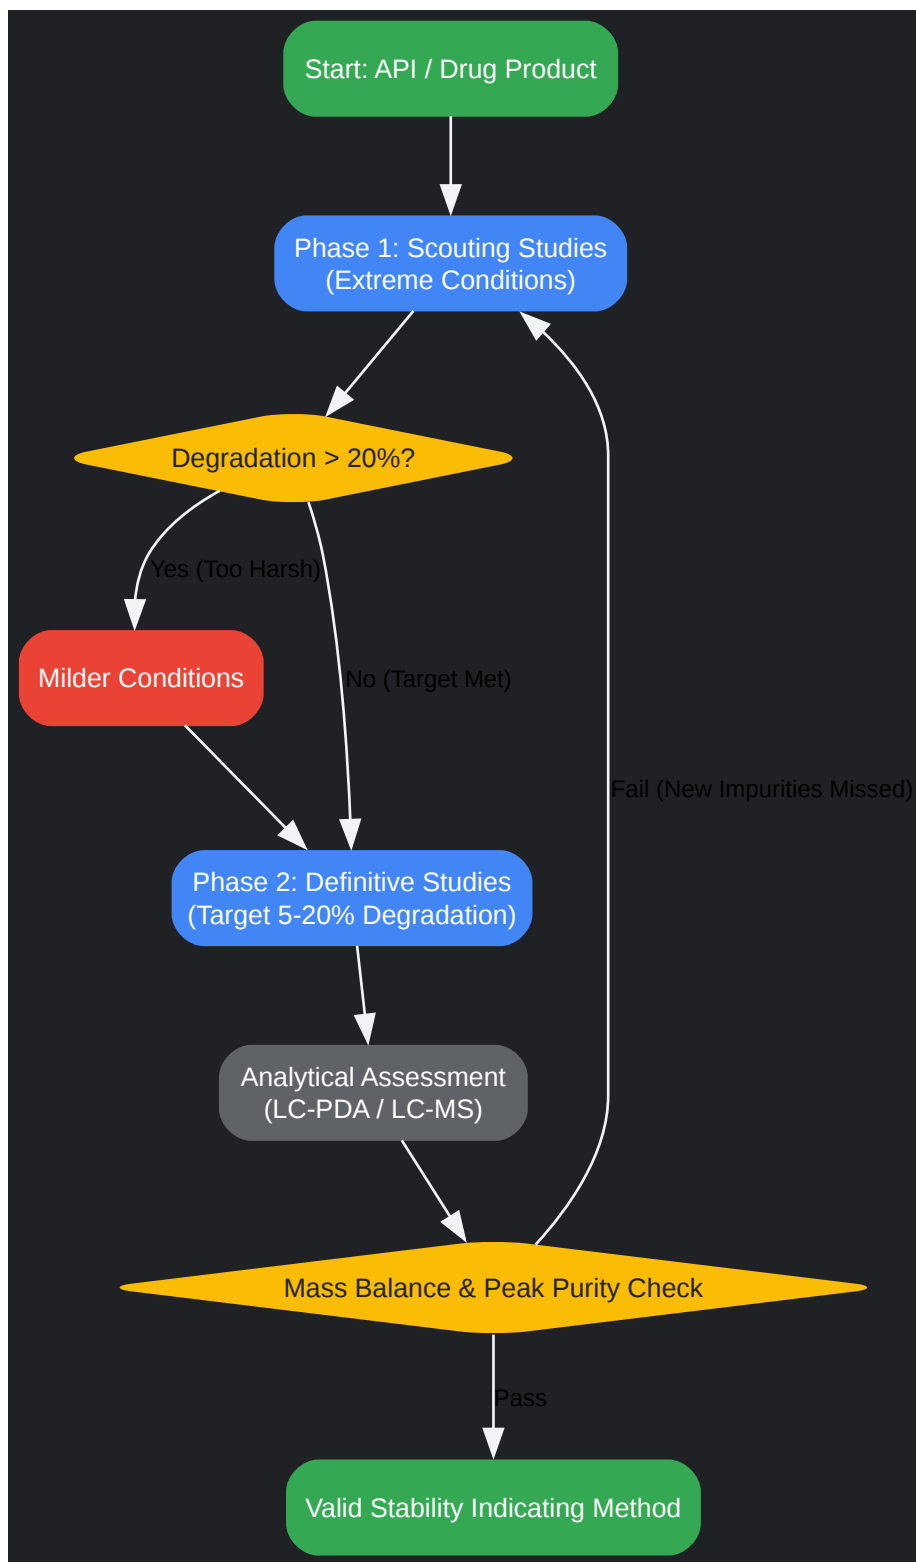 Start: API / Drug Product
Phase 1: Scouting Studies
(Extreme Conditions)
Degradation > 20%?
Yes (Too Harsh)
Milder Conditions
No (Target Met)
Fail (New Impurities Missed)
Phase 2: Definitive Studies
(Target 5-20% Degradation)
Analytical Assessment
(LC-PDA / LC-MS)
Mass Balance & Peak Purity Check
Pass
Valid Stability Indicating Method